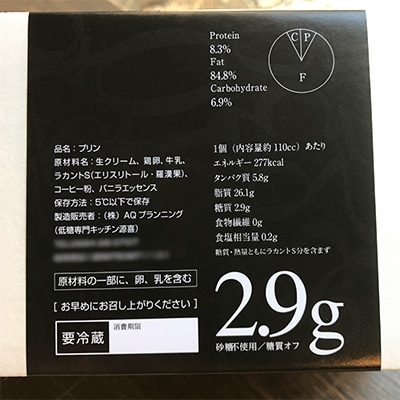 Protein
8.3%
Fat
84.8%
Carbohydrate
6.9%
C P
F
品名：プリン
原材料名：生クリーム、鶏卵、牛乳、
ラカントS（エリスリトール・羅漢果）、
コーヒー粉、バニラエッセンス
保存方法：5℃以下で保存
製造販売者：（株）AQプランニング
（低糖専門キッチン源喜）
原材料の一部に、卵、乳を含む
[ お早めにお召し上がりください ]
要冷蔵
消費期限
1個（内容量約110cc）あたり
エネルギー 277kcal
タンパク質 5.8g
脂質 26.1g
糖質 2.9g
食物繊維 0g
食塩相当量 0.2g
糖質・熱量ともにラカントS分を含まず
2.9g
砂糖不使用／糖質オフ